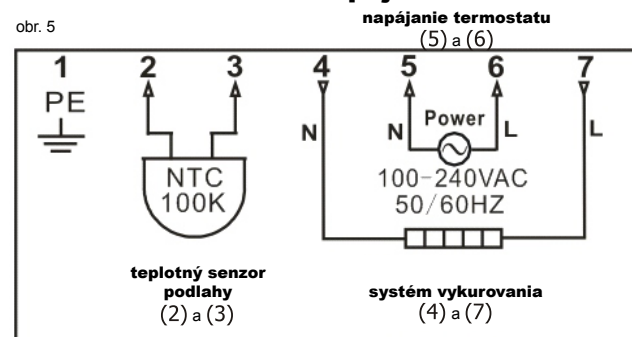 obr. 5
napájanie termostatu
(5) a (6)
1 2 3 4 5 6 7
PE
N N Power L L
NTC
100K
100-240VAC
50/60HZ
teplotný senzor
podlahy
(2) a (3)
systém vykurovania
(4) a (7)